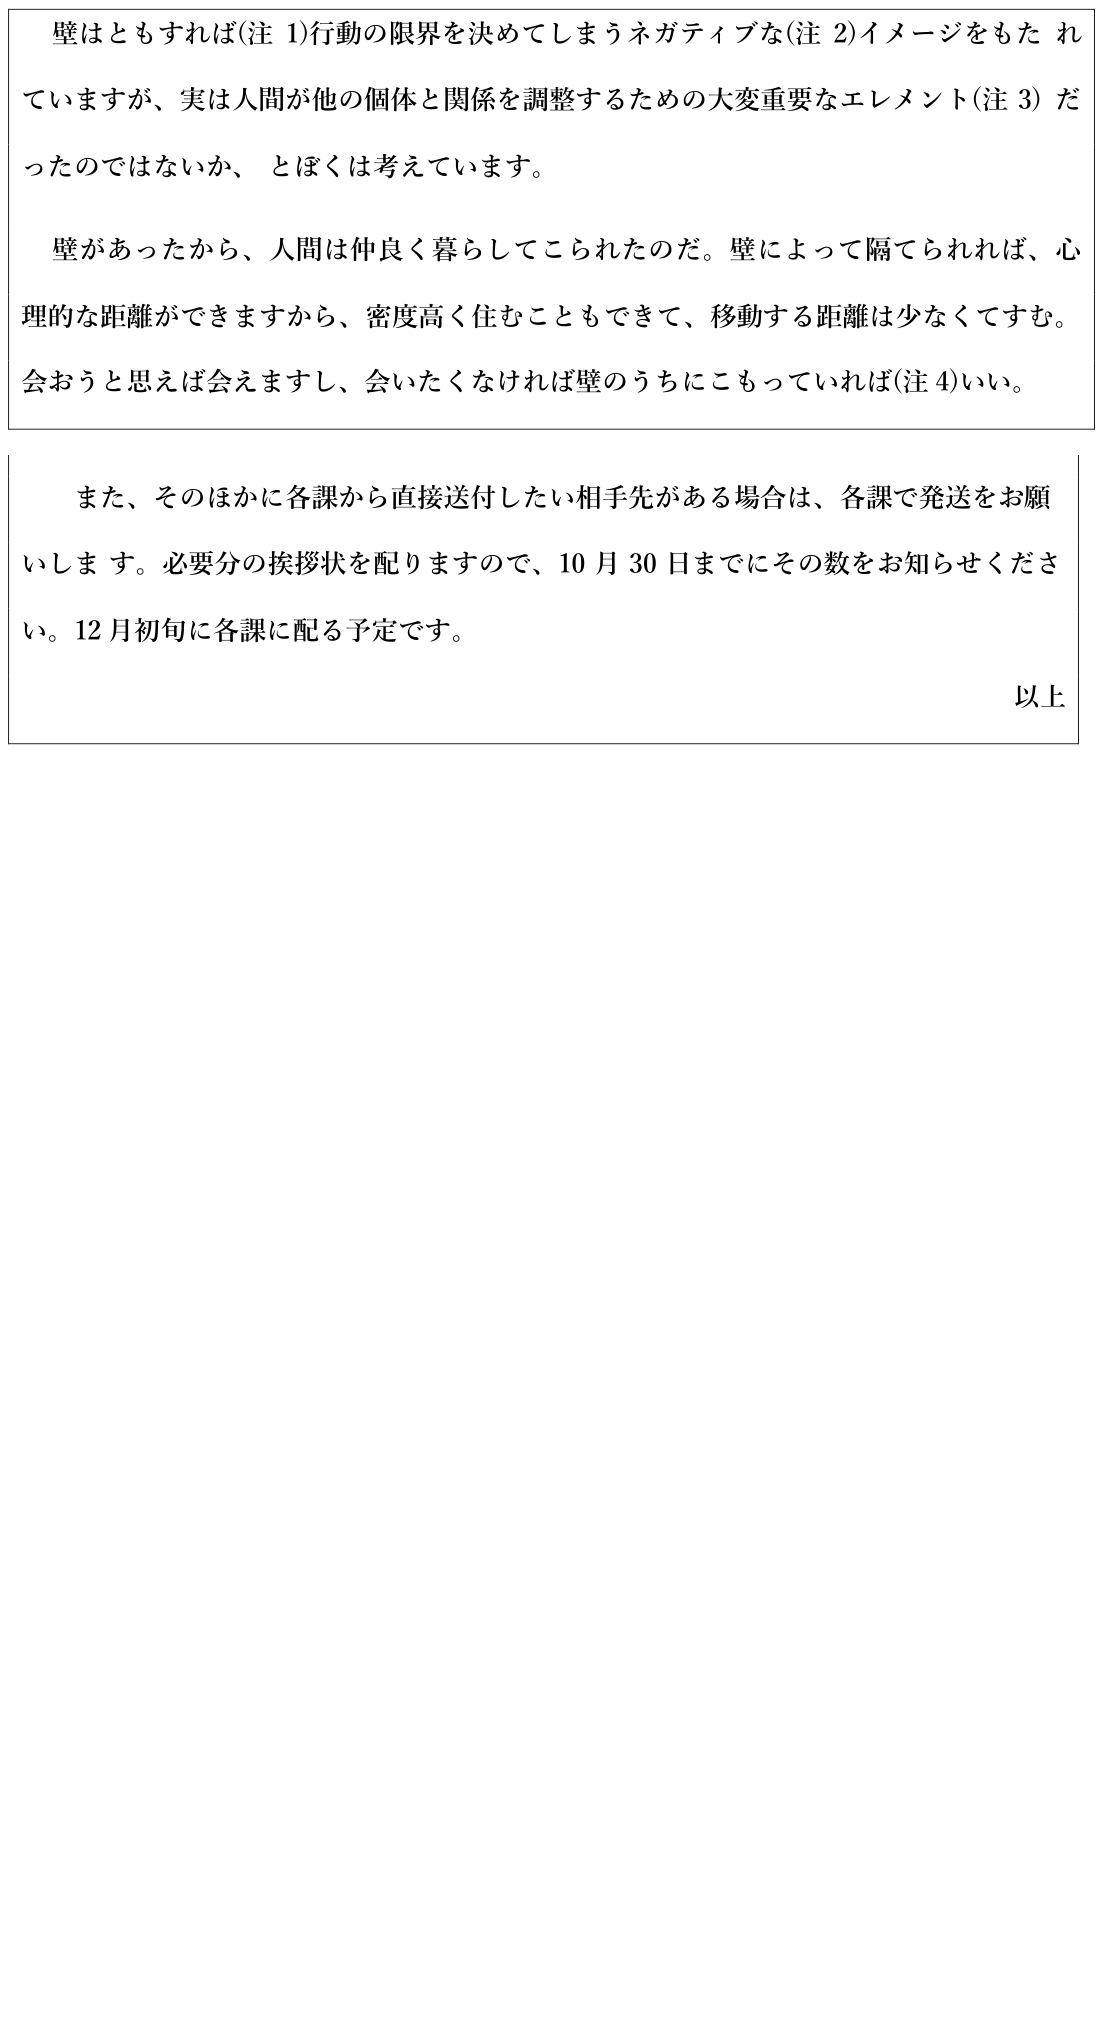 壁はともすれば(注 1)行動の限界を決めてしまうネガティブな(注 2)イメージをもた れ
ていますが、実は人間が他の個体と関係を調整するための大変重要なエレメント(注 3) だ
ったのではないか、 とぼくは考えています。
壁があったから、人間は仲良く暮らしてこられたのだ。壁によって隔てられれば、心
理的な距離ができますから、密度高く住むこともできて、移動する距離は少なくてすむ。
会おうと思えば会えますし、会いたくなければ壁のうちにこもっていれば(注 4)いい。
また、そのほかに各課から直接送付したい相手先がある場合は、各課で発送をお願
いしま す。必要分の挨拶状を配りますので、10 月 30 日までにその数をお知らせくださ
い。12 月初旬に各課に配る予定です。
以上